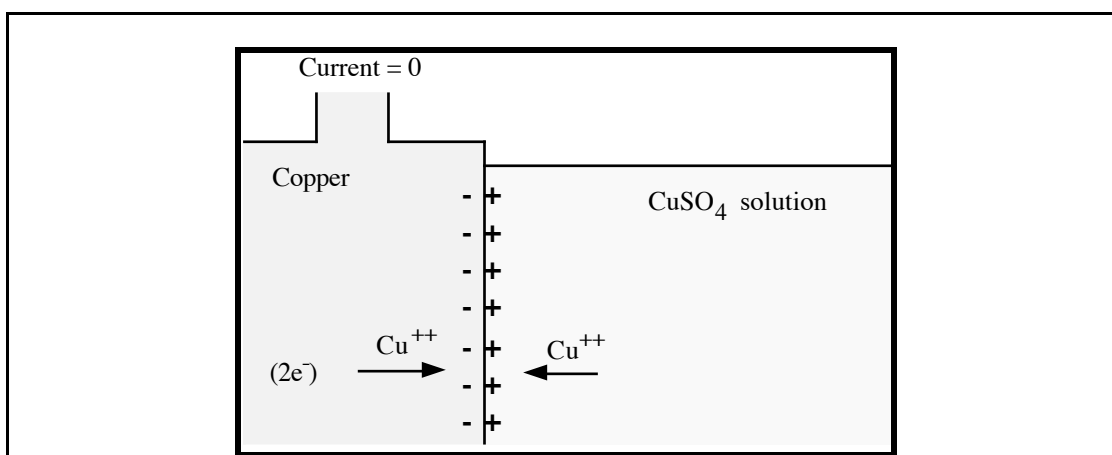 Current = 0
Copper
CuSO4 solution
- +
- +
- +
- +
Cu++ - + Cu++
(2e-) - +
- +